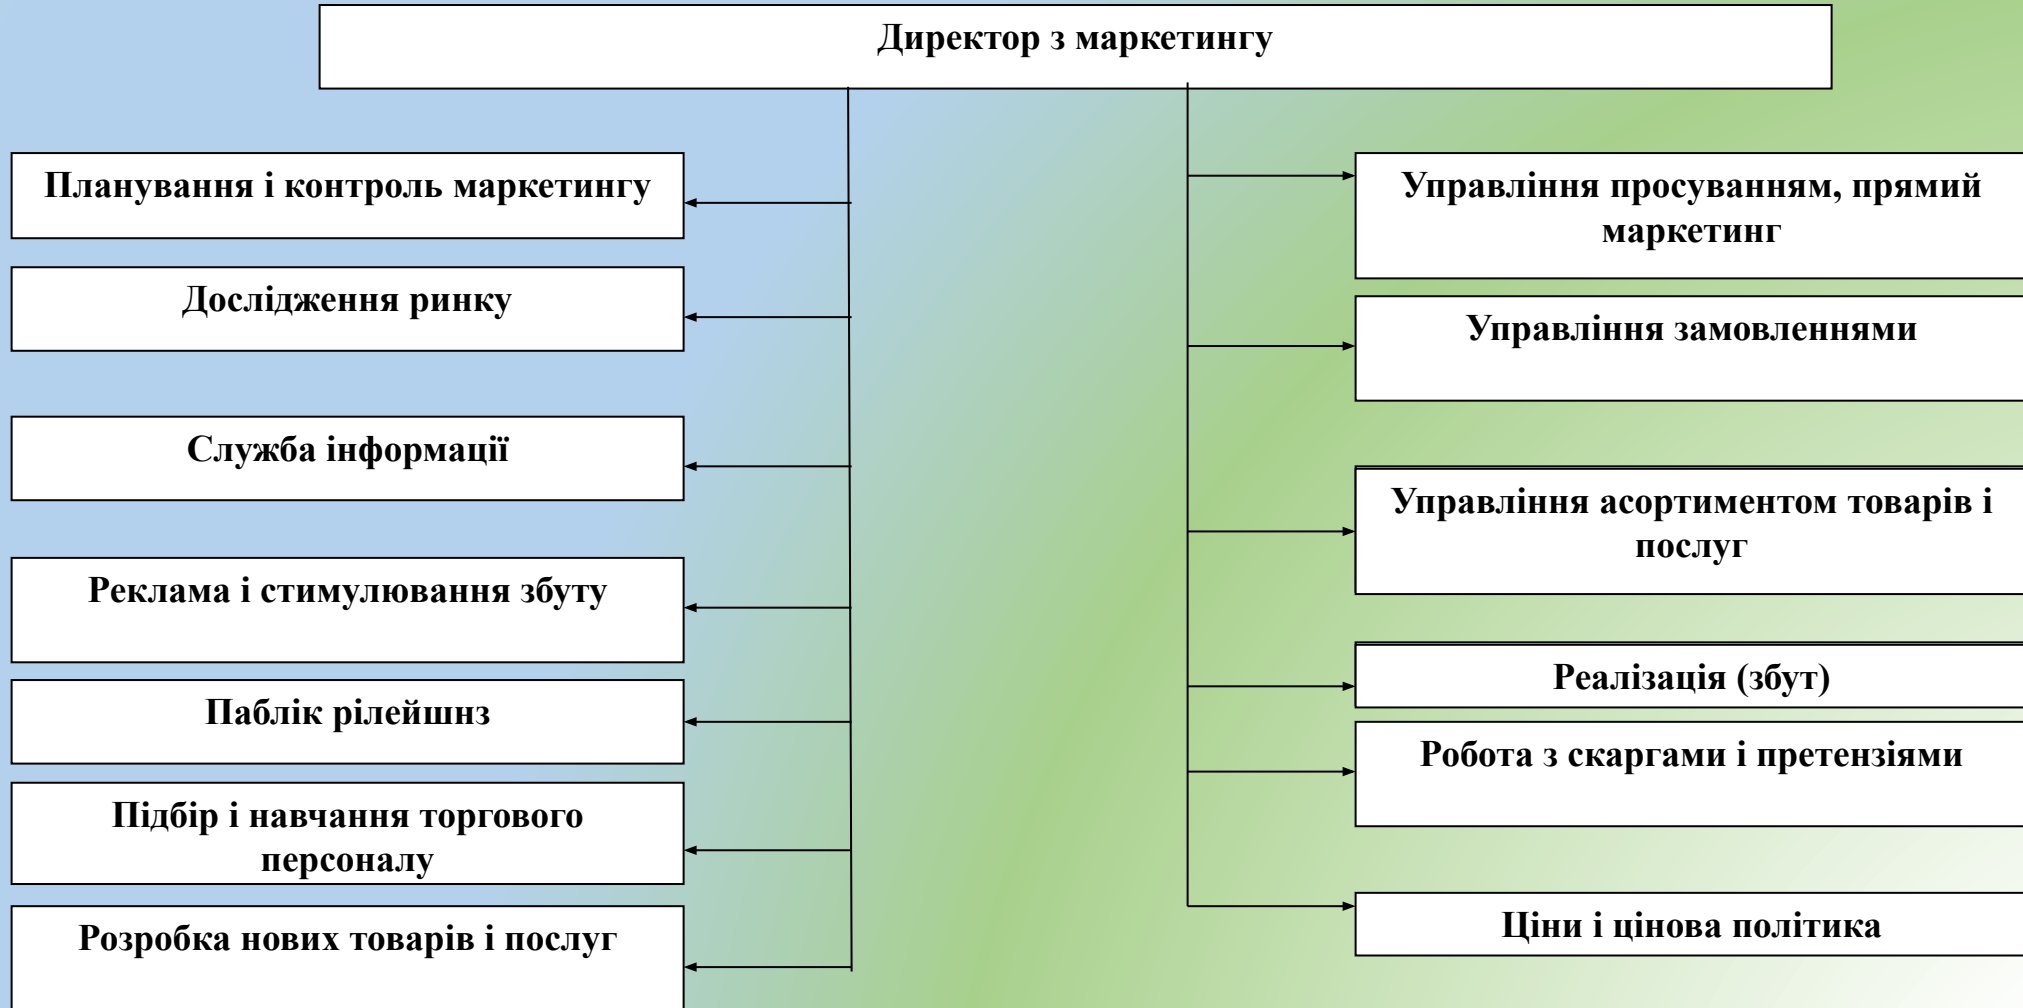 Директор з маркетингу
Планування і контроль маркетингу
Дослідження ринку
Служба інформації
Реклама і стимулювання збуту
Паблік рілейшнз
Підбір і навчання торгового
персоналу
Розробка нових товарів і послуг
Управління просуванням, прямий
маркетинг
Управління замовленнями
Управління асортиментом товарів і
послуг
Реалізація (збут)
Робота з скаргами і претензіями
Ціни і цінова політика